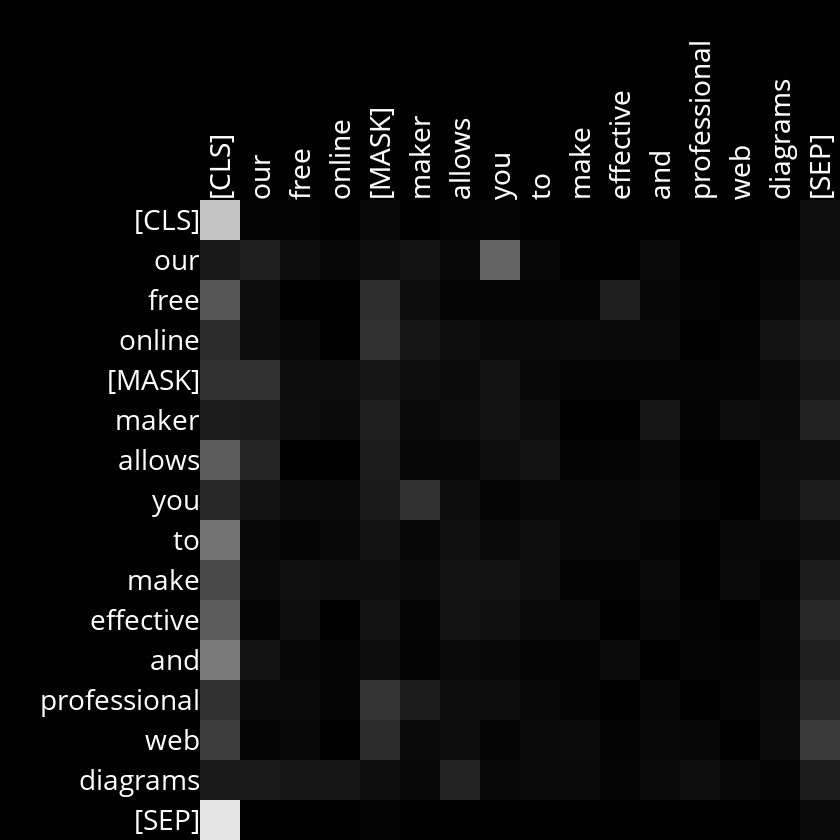 [CLS] our free online [MASK] maker allows you to make effective and professional web diagrams [SEP]
[CLS]
our
free
online
[MASK]
maker
allows
you
to
make
effective
and
professional
web
diagrams
[SEP]